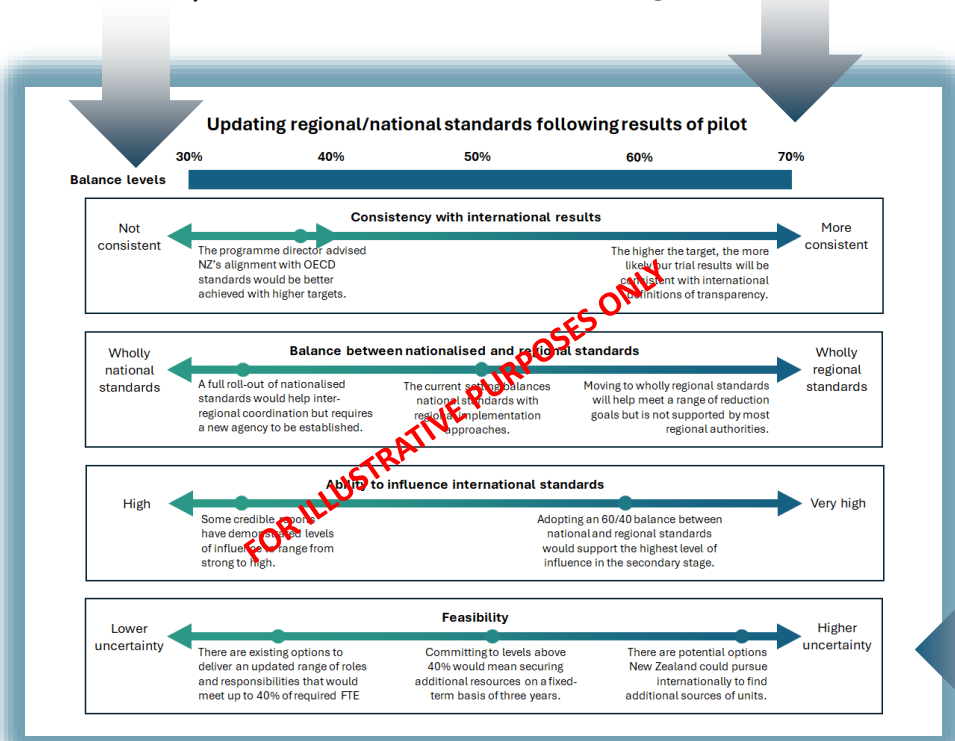 Updating regional/national standards following results of pilot
30% 40% 50% 60% 70%
Balance levels
Consistency with international results
Not
consistent
More
consistent
The programme director advised
NZ's alignment with OECD
standards would be better
achieved with higher targets.
The higher the target, the more
likely our trial results will be
consistent with international
definitions of transparency.
Balance between nationalised and regional standards
Wholly
national
standards
Wholly
regional
standards
A full roll-out of nationalised
standards would help inter-
regional coordination but requires
a new agency to be established.
The current setting balances
national standards with
regional implementation
approaches.
Moving to wholly regional standards
will help meet a range of reduction
goals but is not supported by most
regional authorities.
Ability to influence international standards
High
Very high
Some credible reports
have demonstrated levels
of influence to range from
strong to high.
Adopting an 60/40 balance between
national and regional standards
would support the highest level of
influence in the secondary stage.
Feasibility
Lower
uncertainty
Higher
uncertainty
There are existing options to
deliver an updated range of roles
and responsibilities that would
meet up to 40% of required FTE
Committing to levels above
40% would mean securing
additional resources on a fixed-
term basis of three years.
There are potential options
New Zealand could pursue
internationally to find
additional sources of units.
FOR ILLUSTRATIVE PURPOSES ONLY